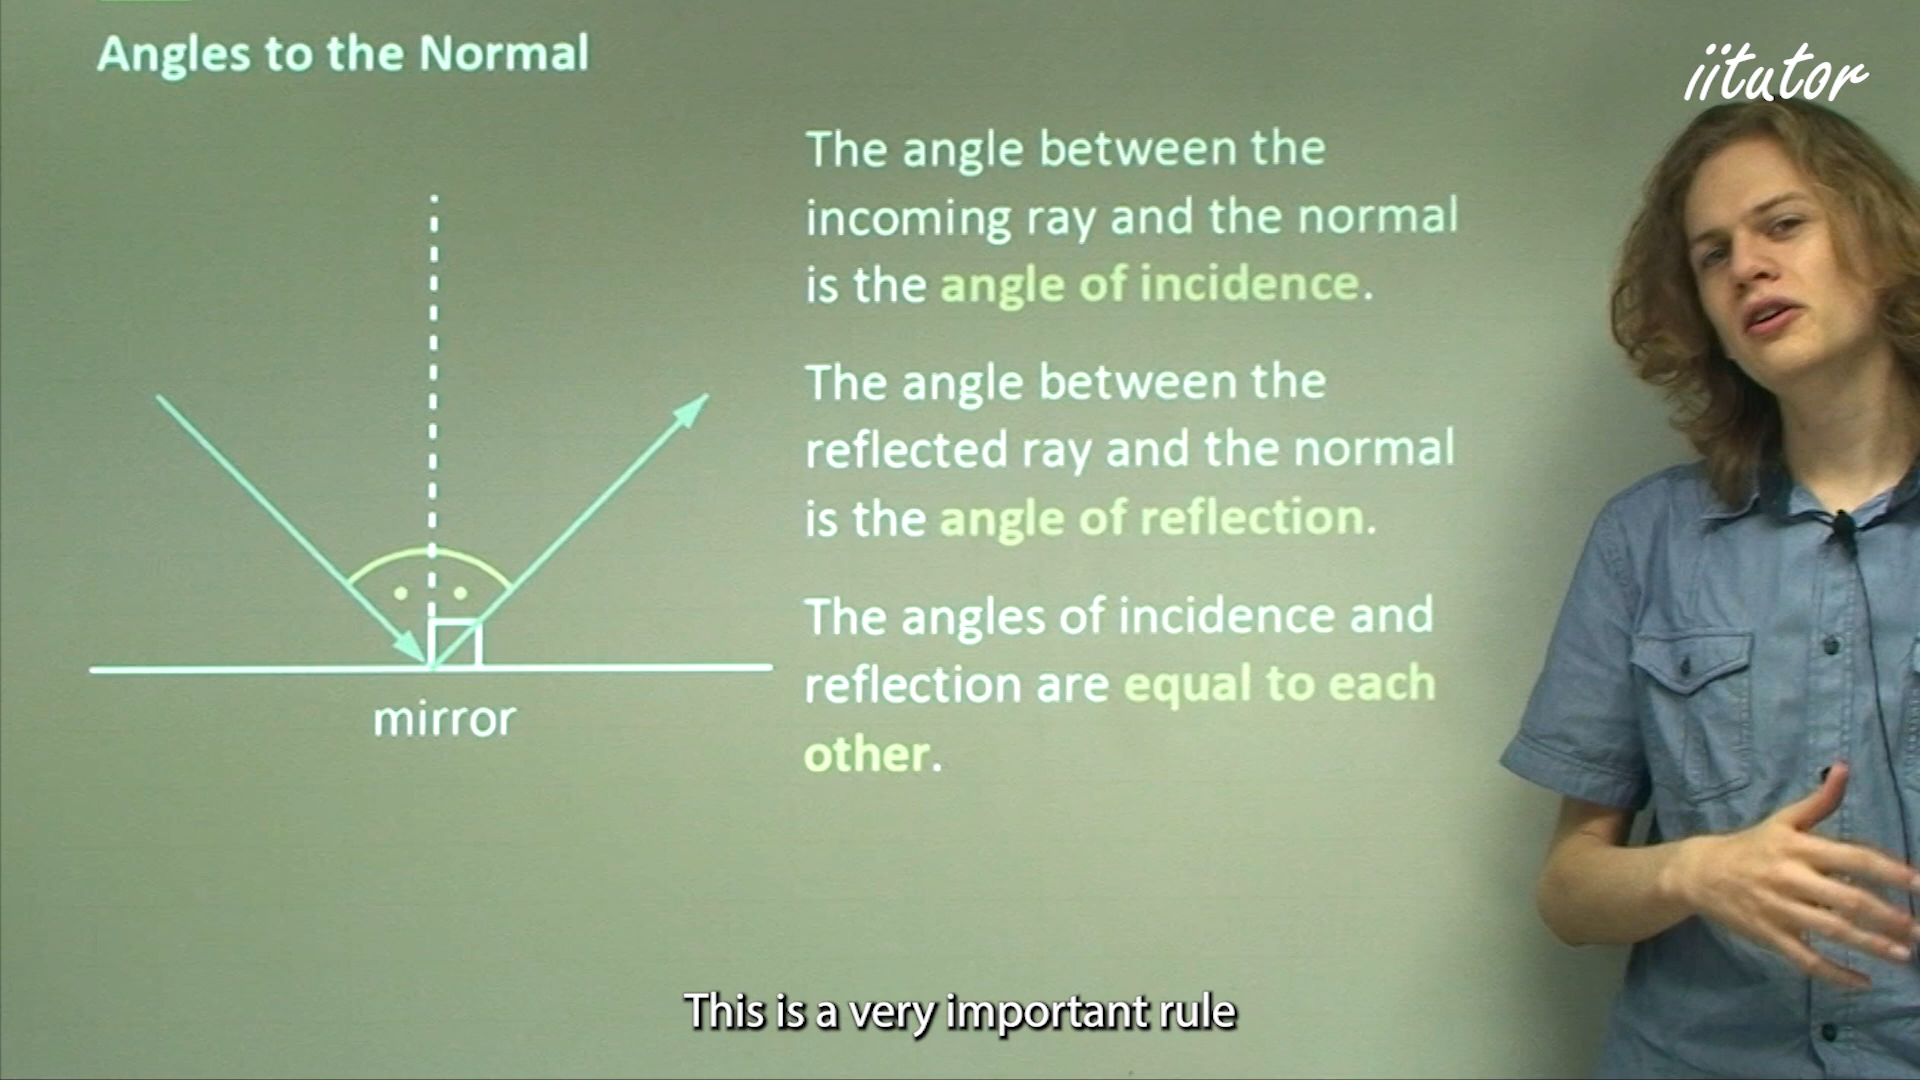 Angles to the Normal
iitutor
The angle between the
incoming ray and the normal
is the angle of incidence.
The angle between the
reflected ray and the normal
is the angle of reflection.
The angles of incidence and
reflection are equal to each
other.
mirror
This is a very important rule